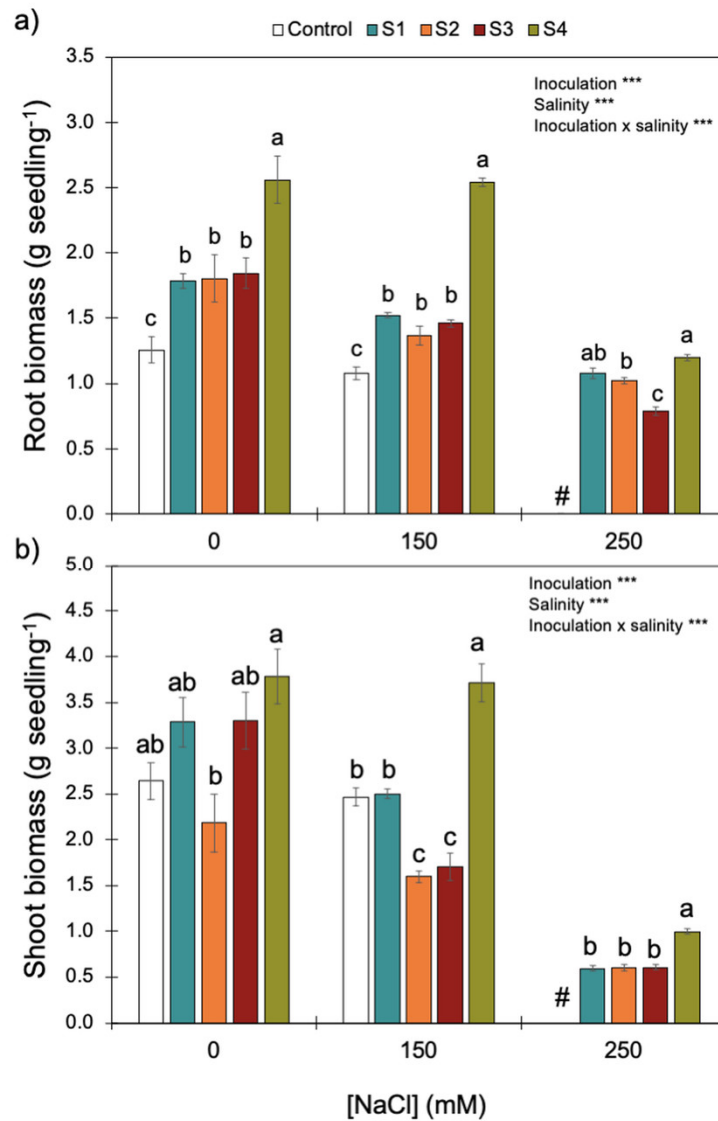 a)
Control S1 S2 S3 S4
Inoculation ***
Salinity ***
Inoculation x salinity ***
Root biomass (g seedling-1)
3.5
3.0
2.5
2.0
1.5
1.0
0.5
0.0
c b b b a
c b b b a
# ab b c a
0 150 250
b)
Inoculation ***
Salinity ***
Inoculation x salinity ***
Shoot biomass (g seedling-1)
5.0
4.5
4.0
3.5
3.0
2.5
2.0
1.5
1.0
0.5
0.0
ab ab b ab a
b b c c a
# b b b a
0 150 250
[NaCl] (mM)